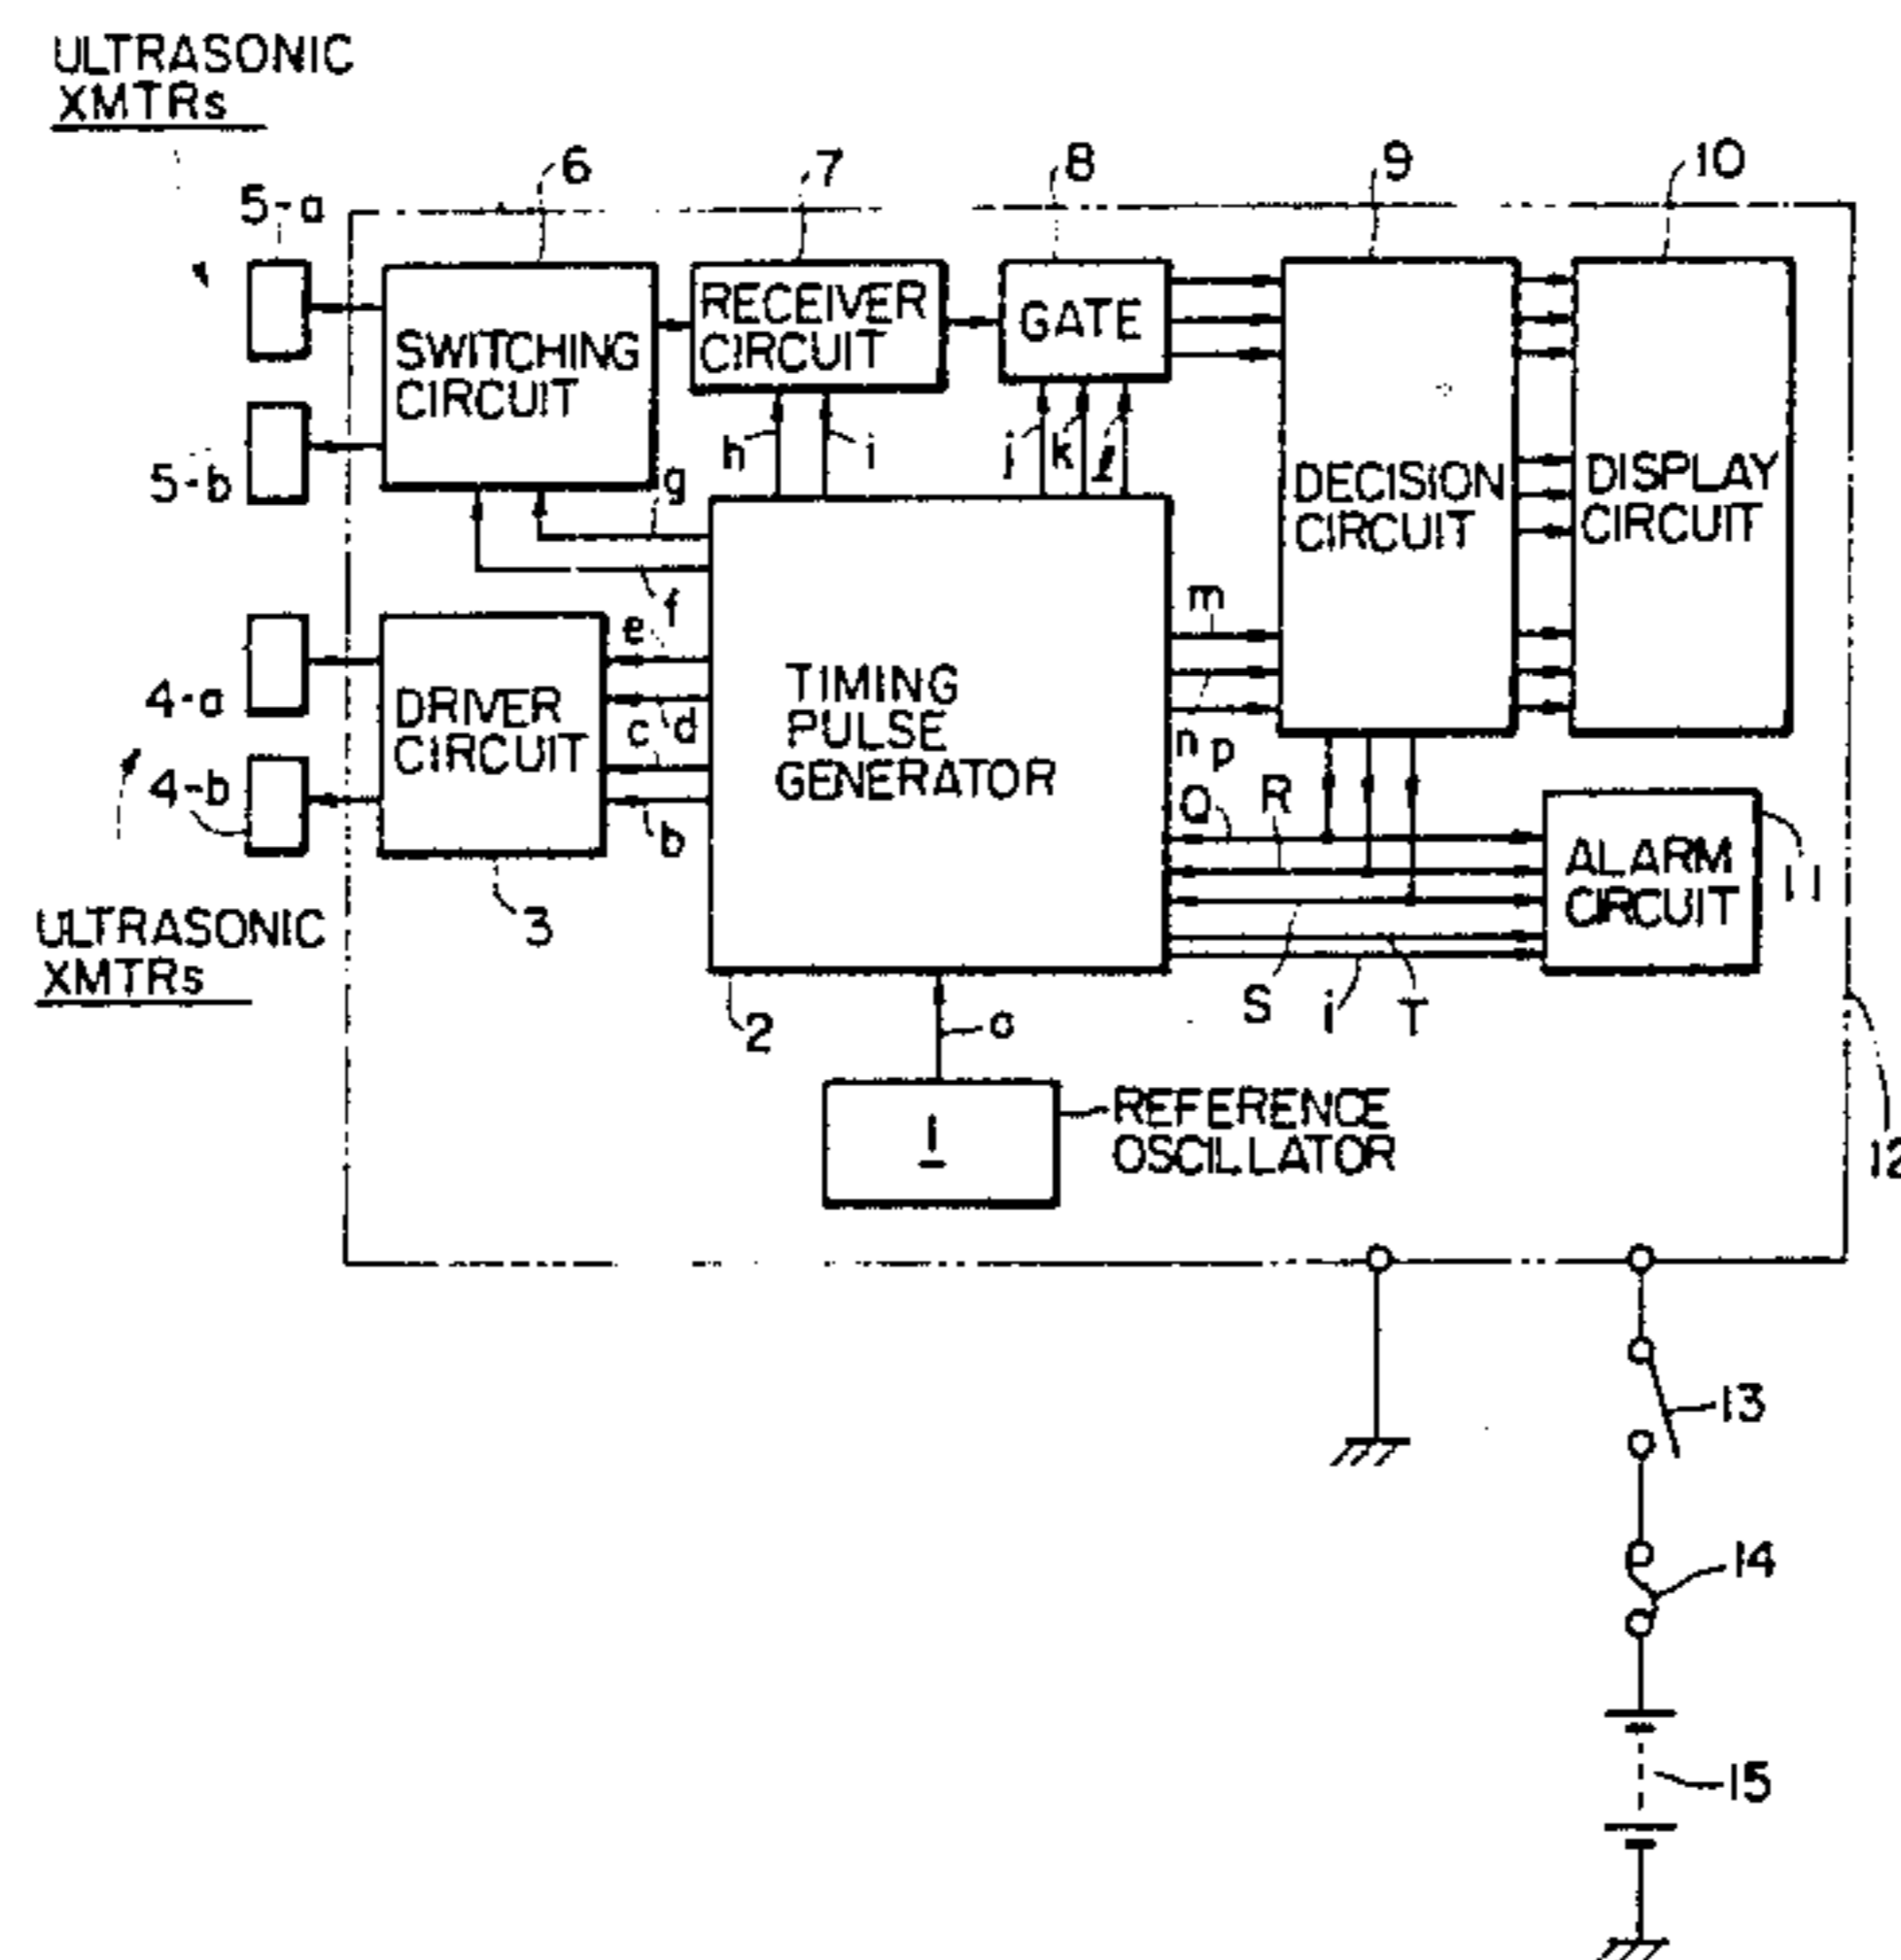 ULTRASONIC
XMTRs
5-a
6
7
8
9
10
SWITCHING
CIRCUIT
RECEIVER
CIRCUIT
GATE
5-b
h
i
j
k
l
g
f
DECISION
CIRCUIT
DISPLAY
CIRCUIT
4-a
4-b
DRIVER
CIRCUIT
e
d
c
b
TIMING
PULSE
GENERATOR
m
n
p
Q
R
ALARM
CIRCUIT
11
ULTRASONIC
XMTRs
3
2
a
S
i
T
1
REFERENCE
OSCILLATOR
12
13
14
15